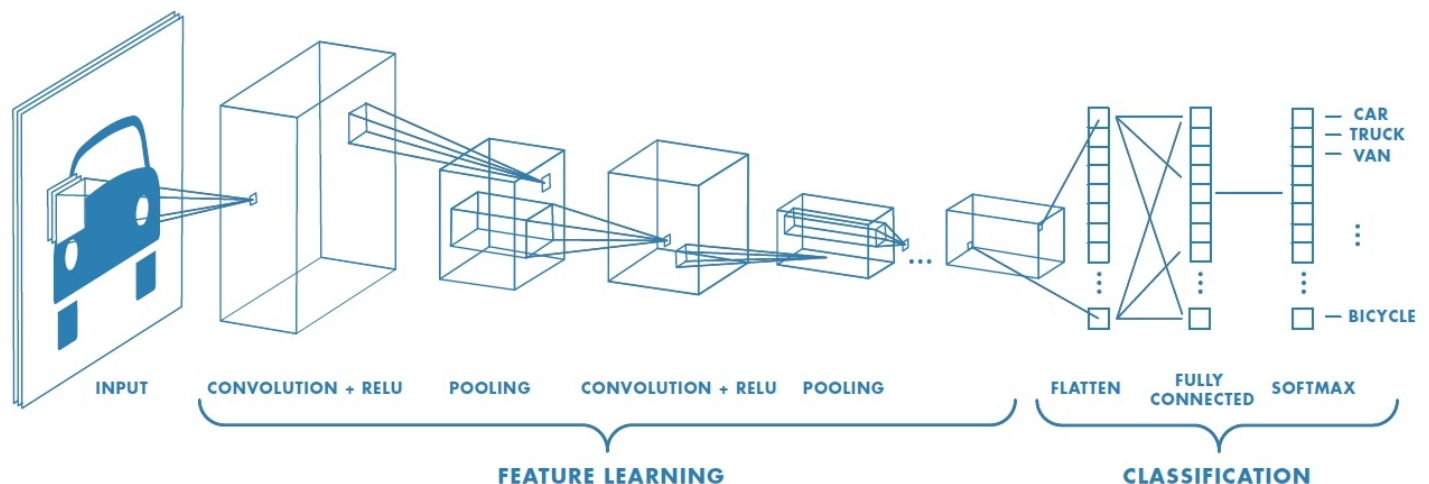 CAR
TRUCK
VAN
BICYCLE
INPUT
CONVOLUTION + RELU
POOLING
CONVOLUTION + RELU
POOLING
FLATTEN
FULLY
CONNECTED
SOFTMAX
FEATURE LEARNING
CLASSIFICATION